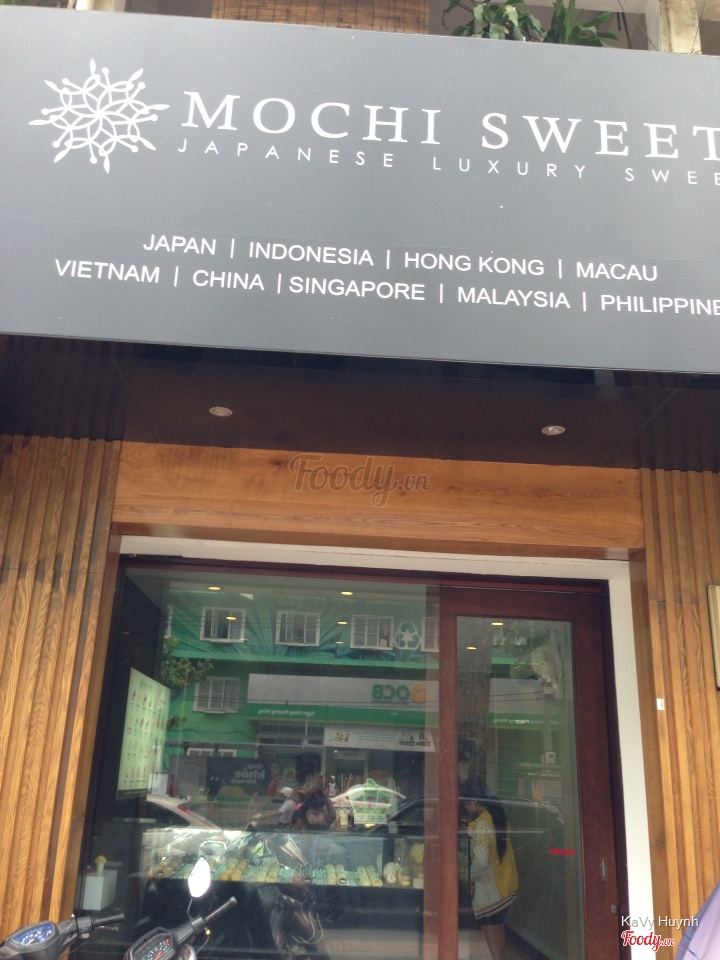 MOCHI SWEET
JAPANESE LUXURY SWEE
JAPAN | INDONESIA | HONG KONG | MACAU
VIETNAM | CHINA | SINGAPORE | MALAYSIA | PHILIPPINE
Foody.vn
OCB
KaVy Huynh
Foody.vn